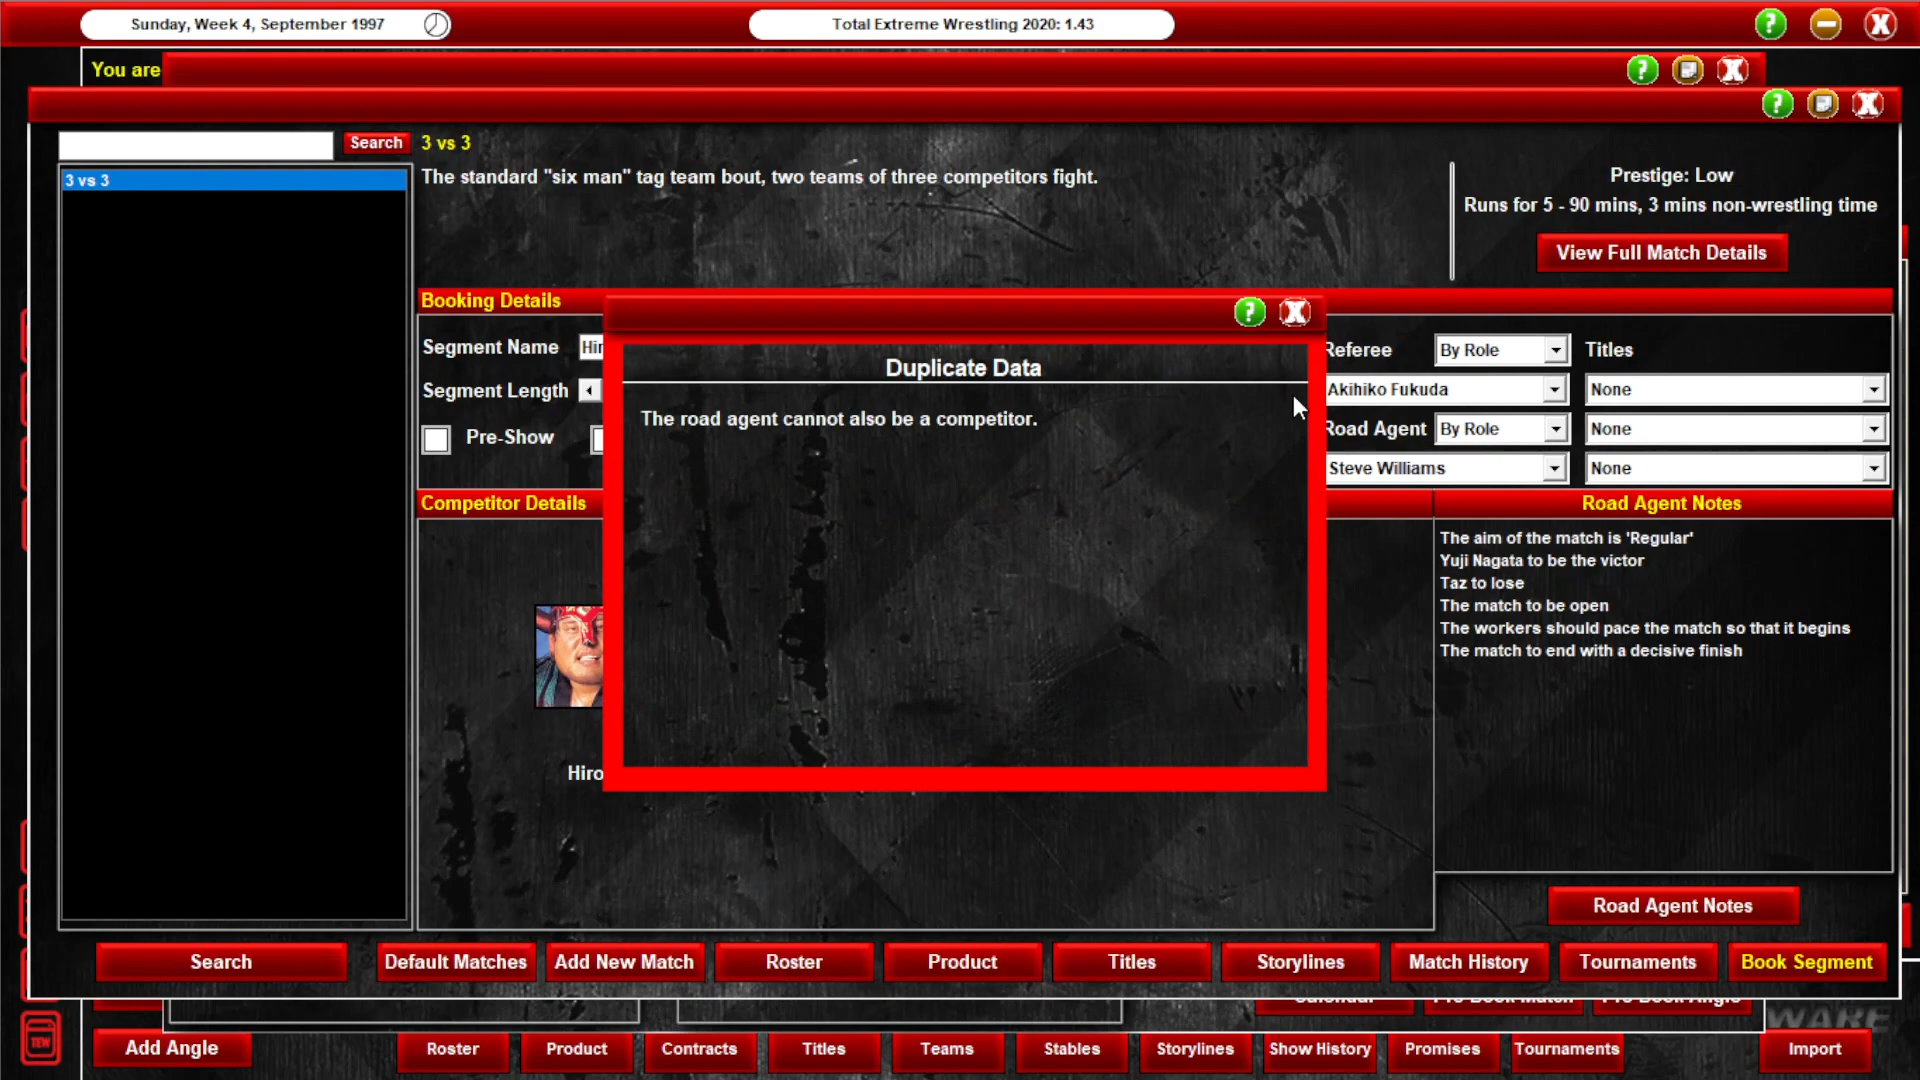 Sunday, Week 4, September 1997
Total Extreme Wrestling 2020: 1.43
You are
Search
3 vs 3
3 vs 3
The standard "six man" tag team bout, two teams of three competitors fight.
Prestige: Low
Runs for 5 - 90 mins, 3 mins non-wrestling time
View Full Match Details
Booking Details
Segment Name
Segment Length
Pre-Show
Referee
By Role
Titles
Akihiko Fukuda
None
Road Agent
By Role
None
Steve Williams
None
Duplicate Data
The road agent cannot also be a competitor.
Competitor Details
Hiro
Road Agent Notes
The aim of the match is 'Regular'
Yuji Nagata to be the victor
Taz to lose
The match to be open
The workers should pace the match so that it begins
The match to end with a decisive finish
Road Agent Notes
Search
Default Matches
Add New Match
Roster
Product
Titles
Storylines
Match History
Tournaments
Book Segment
TEW
Add Angle
Roster
Product
Contracts
Titles
Teams
Stables
Storylines
Show History
Promises
Tournaments
Import